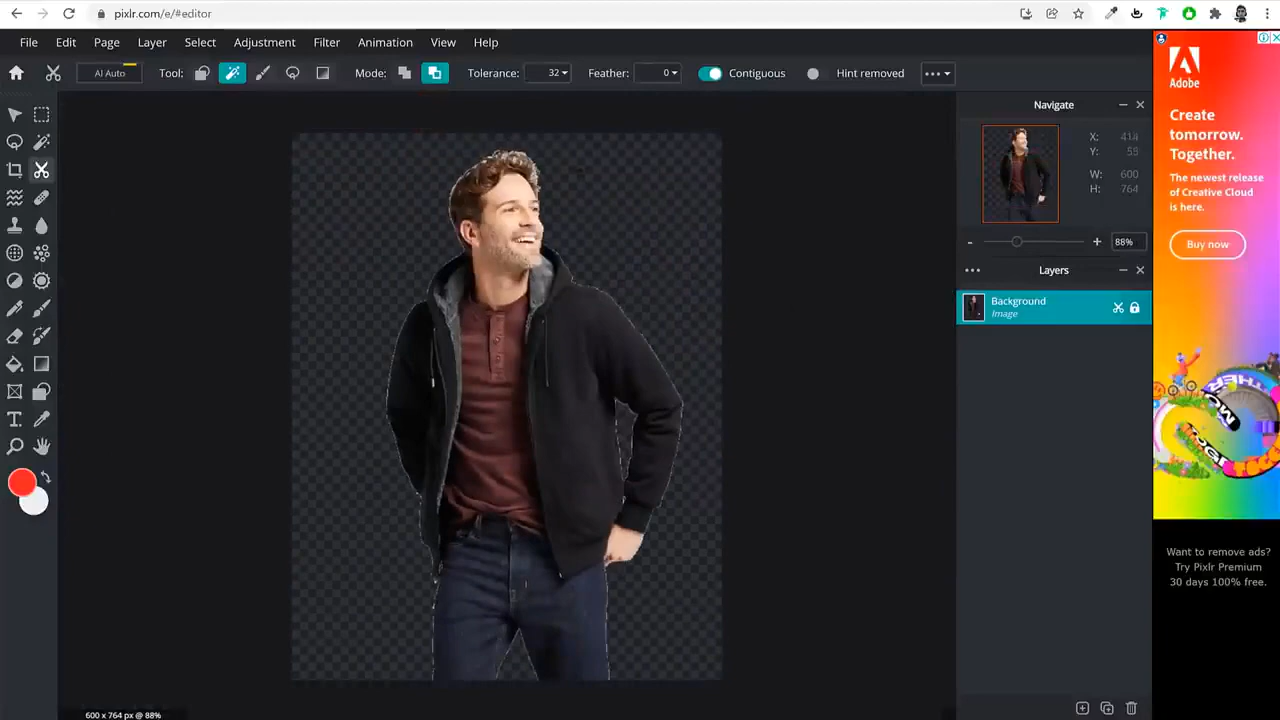 pixlr.com/e/#editor
File Edit Page Layer Select Adjustment Filter Animation View Help
AI Auto Tool: Mode: Tolerance: 32 Feather: 0 Contiguous Hint removed
Navigate
X: 414
Y: 55
W: 600
H: 764
88%
Layers
Background
Image
600 x 764 px @ 88%
Adobe
Create
tomorrow.
Together.
The newest release
of Creative Cloud
is here.
Buy now
Want to remove ads?
Try Pixlr Premium
30 days 100% free.